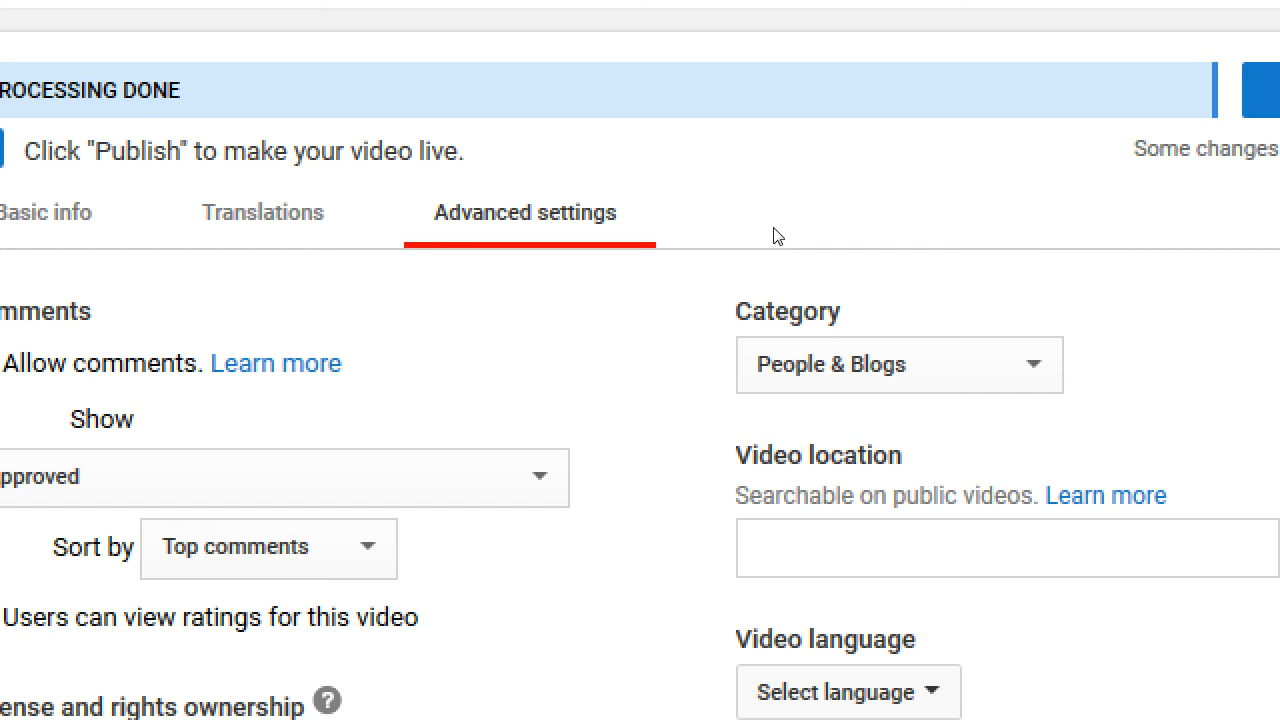 ROCESSING DONE
Click "Publish" to make your video live.
Some changes
Basic info
Translations
Advanced settings
mments
Allow comments. Learn more
Show
pproved
Sort by Top comments
Users can view ratings for this video
ense and rights ownership ?
Category
People & Blogs
Video location
Searchable on public videos. Learn more
Video language
Select language